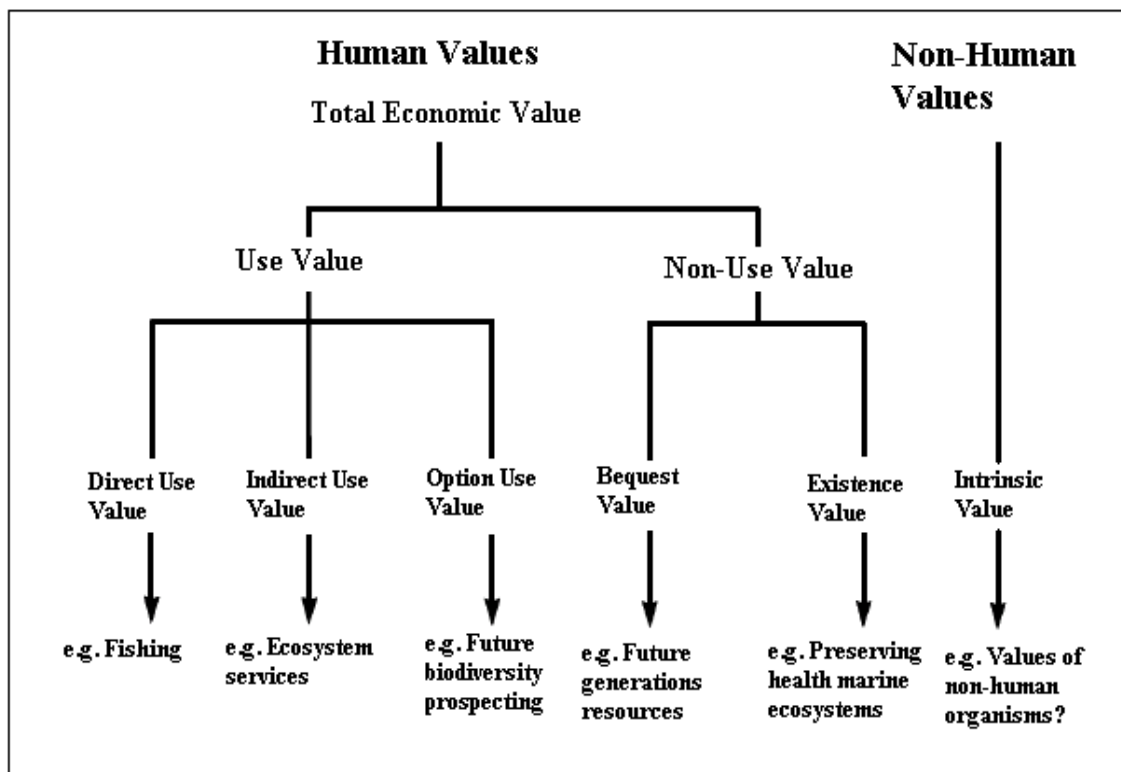 Human Values
Non-Human
Values
Total Economic Value
Use Value
Non-Use Value
Direct Use
Value
Indirect Use
Value
Option Use
Value
Bequest
Value
Existence
Value
Intrinsic
Value
e.g. Fishing
e.g. Ecosystem
services
e.g. Future
biodiversity
prospecting
e.g. Future
generations
resources
e.g. Preserving
health marine
ecosystems
e.g. Values of
non-human
organisms?